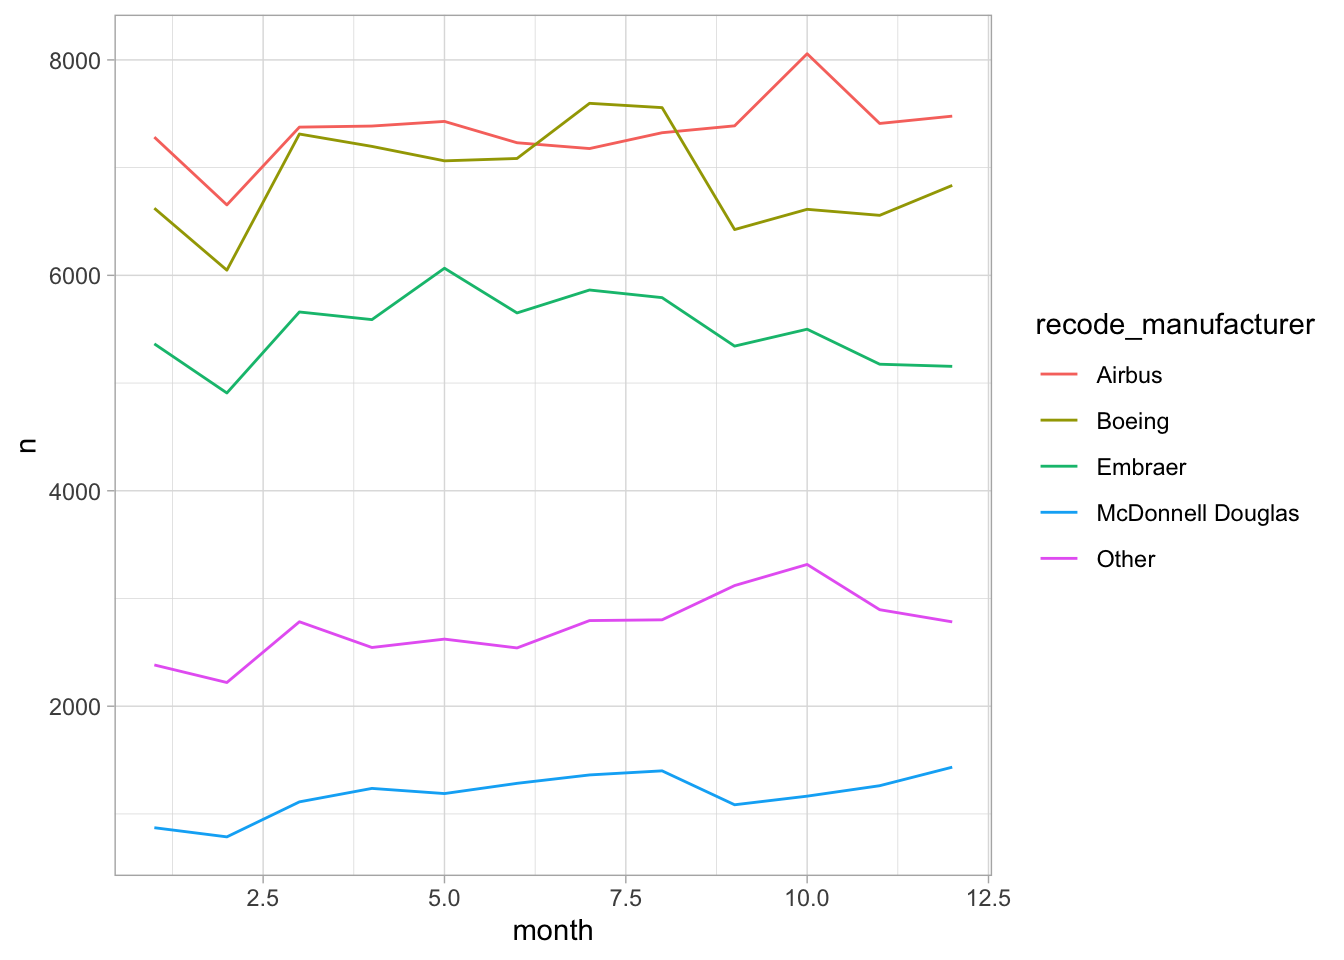 8000
6000
4000
2000
n
2.5 5.0 7.5 10.0 12.5
month
recode_manufacturer
Airbus
Boeing
Embraer
McDonnell Douglas
Other